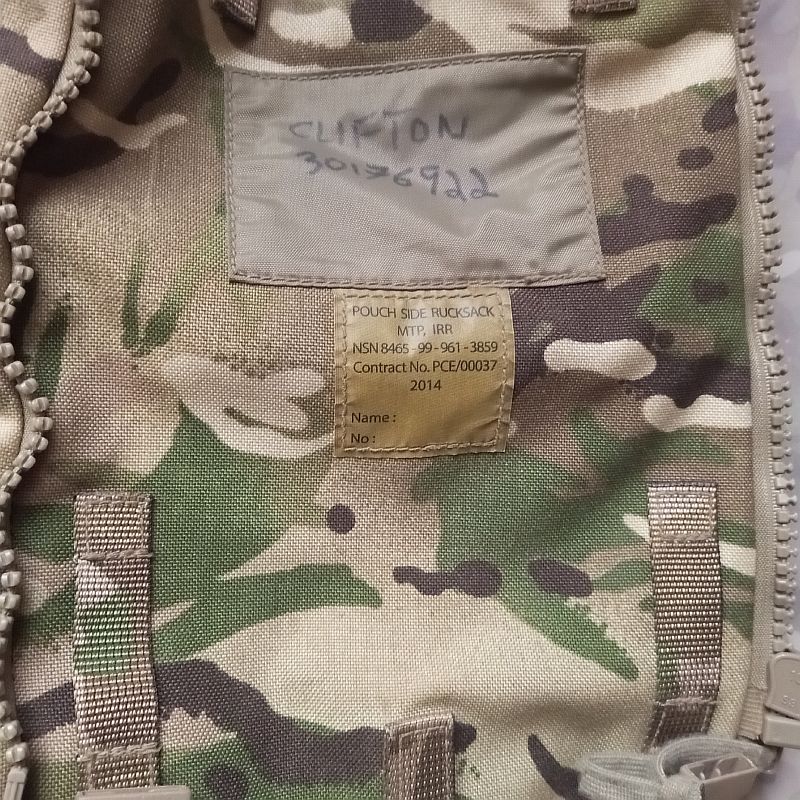 CLIFTON
30176922
POUCH SIDE RUCKSACK
MTP, IRR
NSN 8465-99-961-3859
Contract No. PCE/00037
2014
Name :
No :